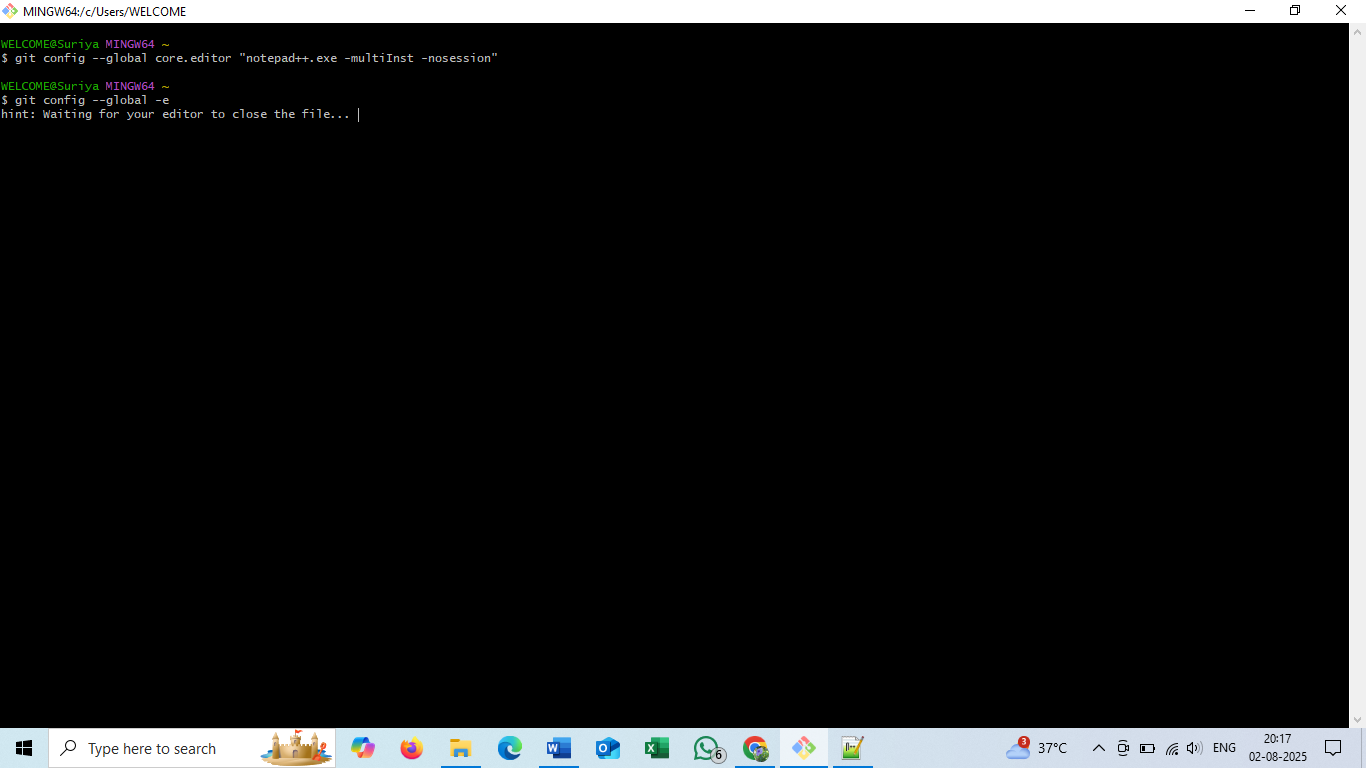 MINGW64:/c/Users/WELCOME
WELCOME@Suriya MINGW64 ~
$ git config --global core.editor "notepad++.exe -multiInst -nosession"
WELCOME@Suriya MINGW64 ~
$ git config --global -e
hint: Waiting for your editor to close the file...
Type here to search
6
3
37°C
ENG
20:17
02-08-2025